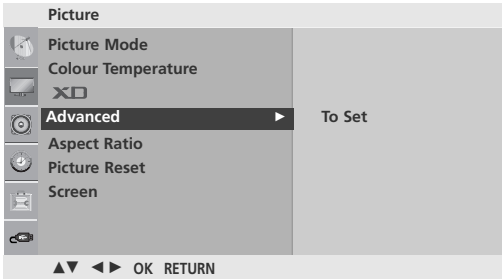 Picture
Picture Mode
Colour Temperature
XD
Advanced ► To Set
Aspect Ratio
Picture Reset
Screen
▲▼ ◄► OK RETURN